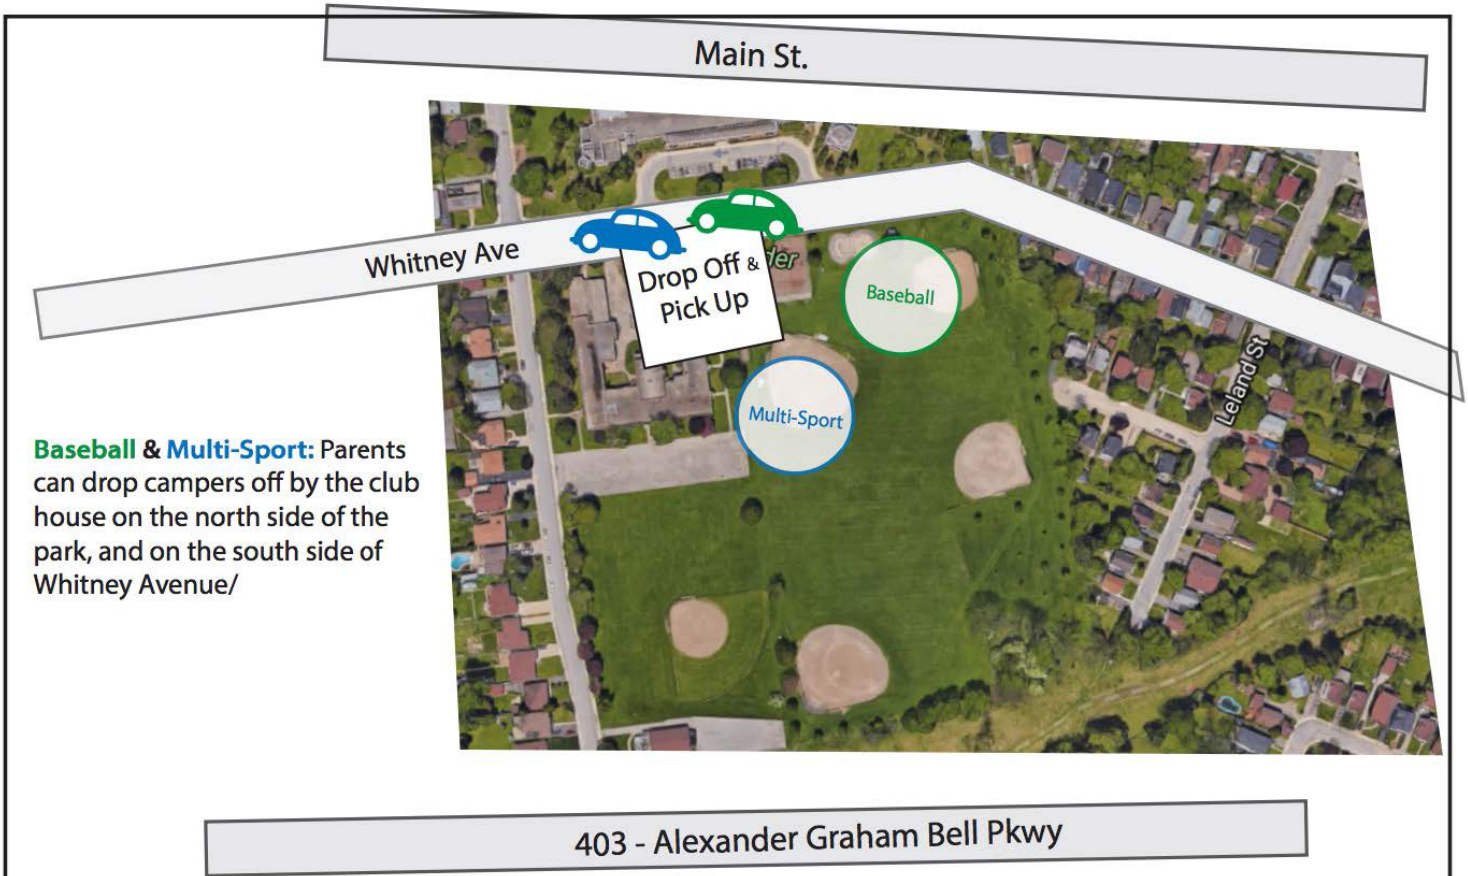 Main St.
Whitney Ave
Drop Off &
Pick Up
der
Baseball
Multi-Sport
Leland St
Baseball & Multi-Sport: Parents
can drop campers off by the club
house on the north side of the
park, and on the south side of
Whitney Avenue/
403 - Alexander Graham Bell Pkwy